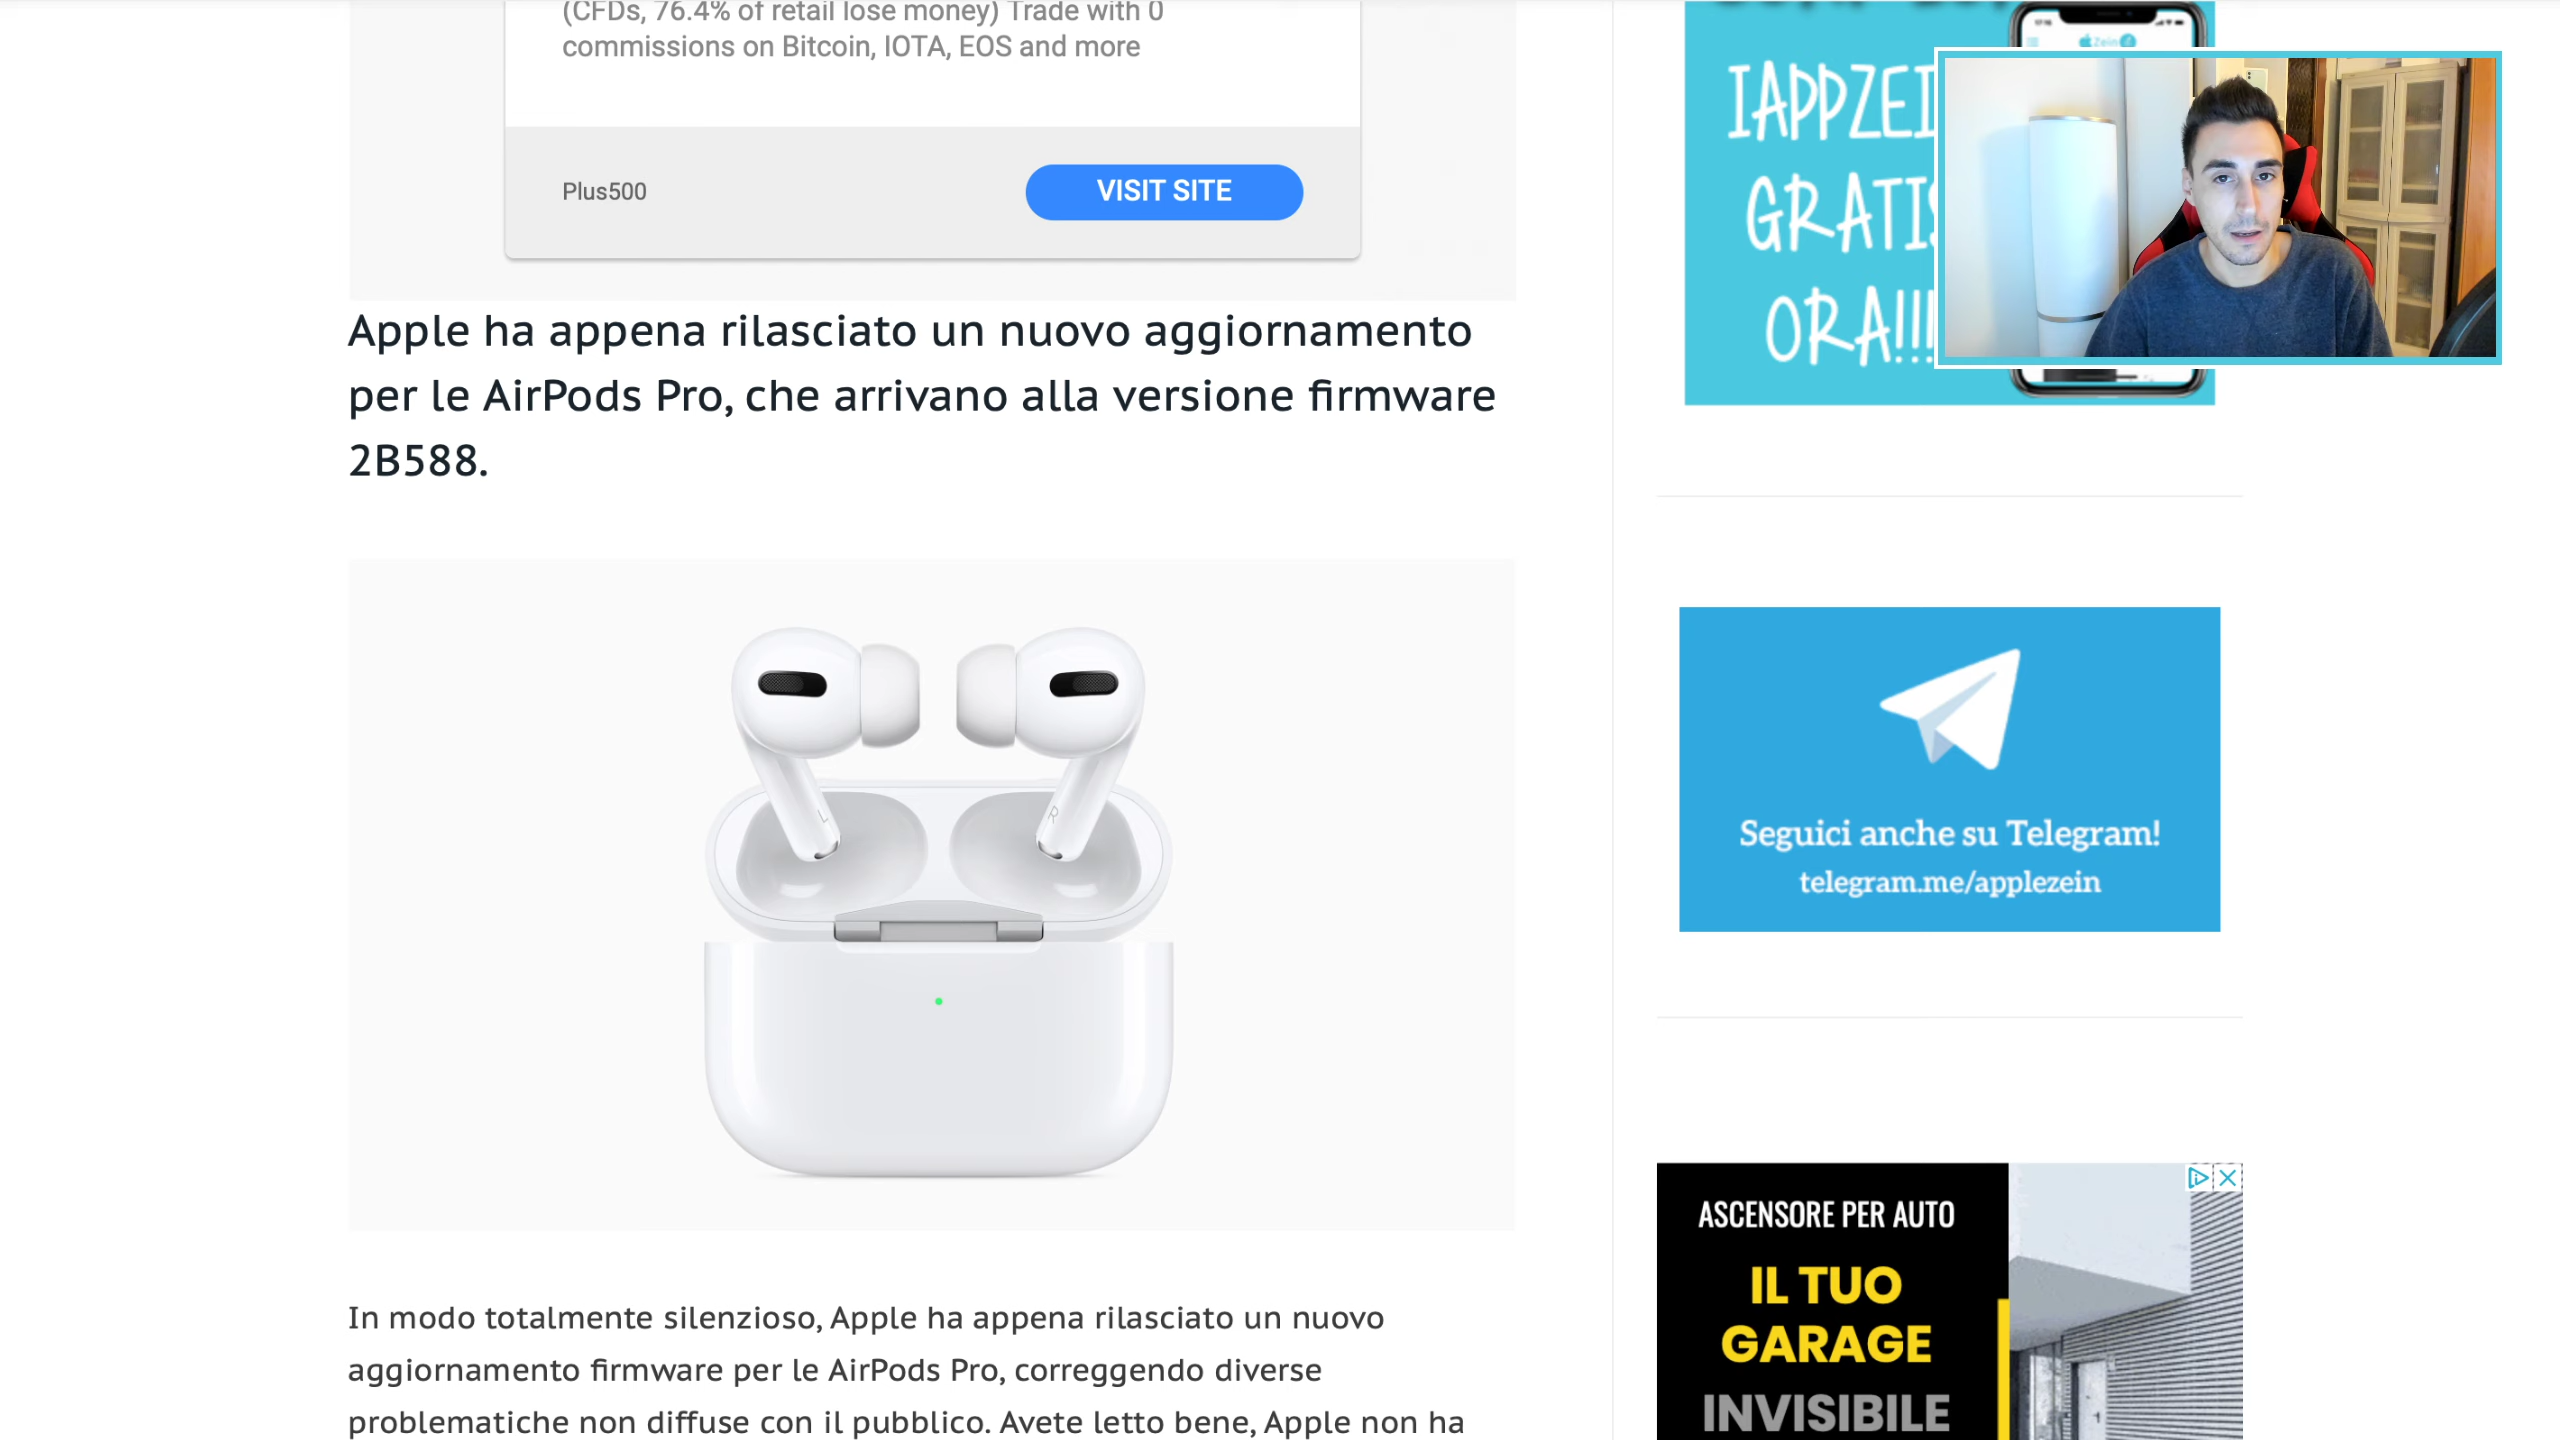 (CFDs, 76.4% of retail lose money) Trade with 0
commissions on Bitcoin, IOTA, EOS and more
Plus500
VISIT SITE
Apple ha appena rilasciato un nuovo aggiornamento
per le AirPods Pro, che arrivano alla versione firmware
2B588.
L
R
In modo totalmente silenzioso, Apple ha appena rilasciato un nuovo
aggiornamento firmware per le AirPods Pro, correggendo diverse
problematiche non diffuse con il pubblico. Avete letto bene, Apple non ha
Zein
GRATIS
ORA!!!
Seguici anche su Telegram!
telegram.me/applezein
ASCENSORE PER AUTO
IL TUO
GARAGE
INVISIBILE